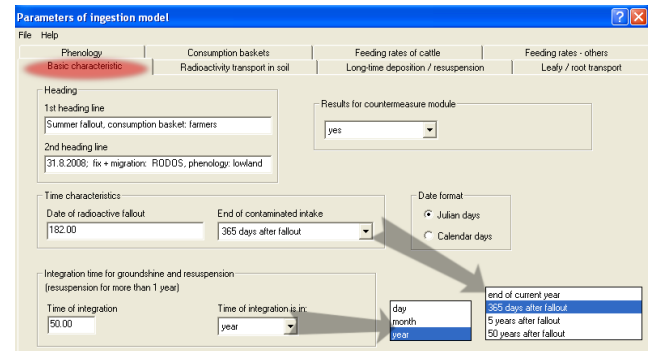 Parameters of ingestion model
File Help
Phenology Consumption baskets Feeding rates of cattle Feeding rates - others
Basic characteristic Radioactivity transport in soil Long-time deposition / resuspension Leafy / root transport
Heading
1st heading line
Summer fallout, consumption basket: farmers
2nd heading line
31.8.2008; fix + migration: RODOS, phenology: lowland
Results for countermeasure module
yes
Time characteristics
Date of radioactive fallout
182.00
End of contaminated intake
365 days after fallout
Date format
Julian days
Calendar days
Integration time for groundshine and resuspension
(resuspension for more than 1 year)
Time of integration
50.00
Time of integration is in:
year
day
month
year
end of current year
365 days after fallout
5 years after fallout
50 years after fallout